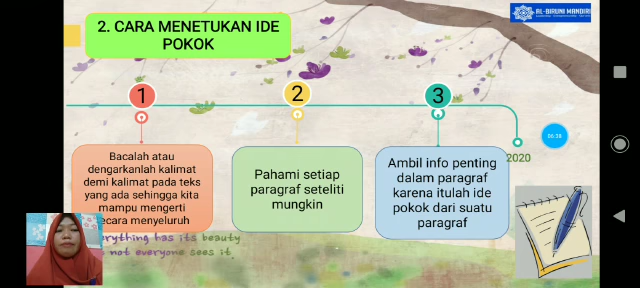 2. CARA MENETUKAN IDE
POKOK
AL-BIRUNI MANDIRI
1
2
3
06:38
2020
Bacalah atau
dengarkanlah kalimat
demi kalimat pada teks
yang ada sehingga kita
mampu mengerti
ecara menyeluruh
Pahami setiap
paragraf seteliti
mungkin
Ambil info penting
dalam paragraf
karena itulah ide
pokok dari suatu
paragraf
erything has its beauty
not everyone sees it.